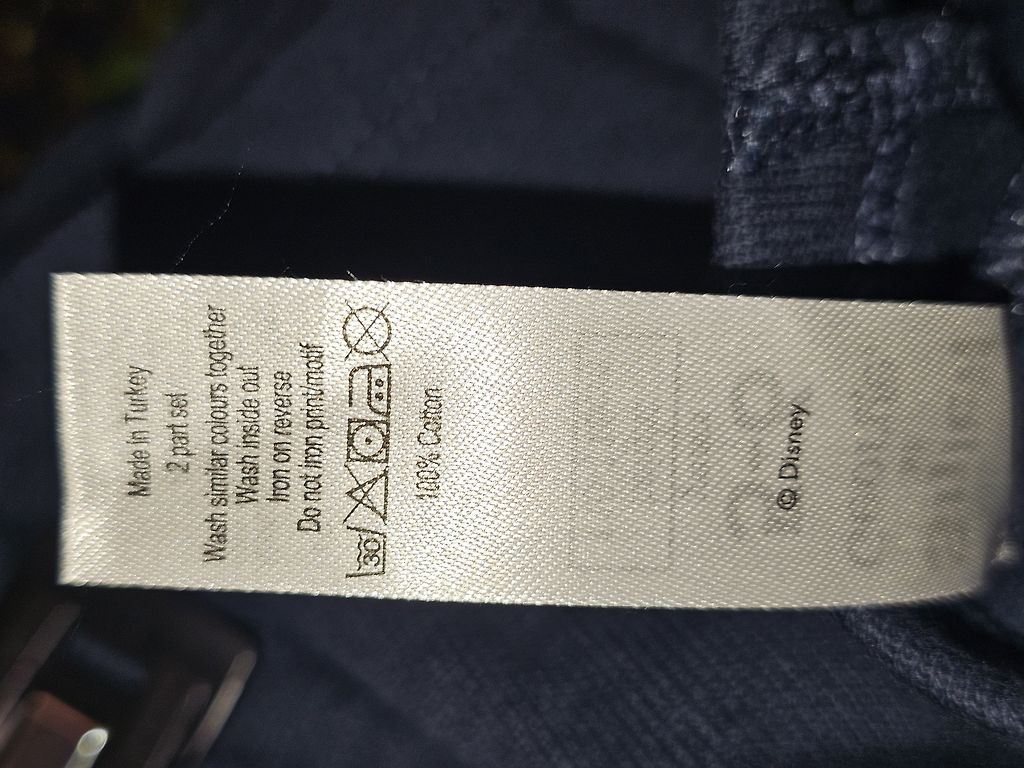 Made in Turkey
2 part set
Wash similar colours together
Wash inside out
Iron on reverse
Do not iron print/motif
30
100% Cotton
© Disney